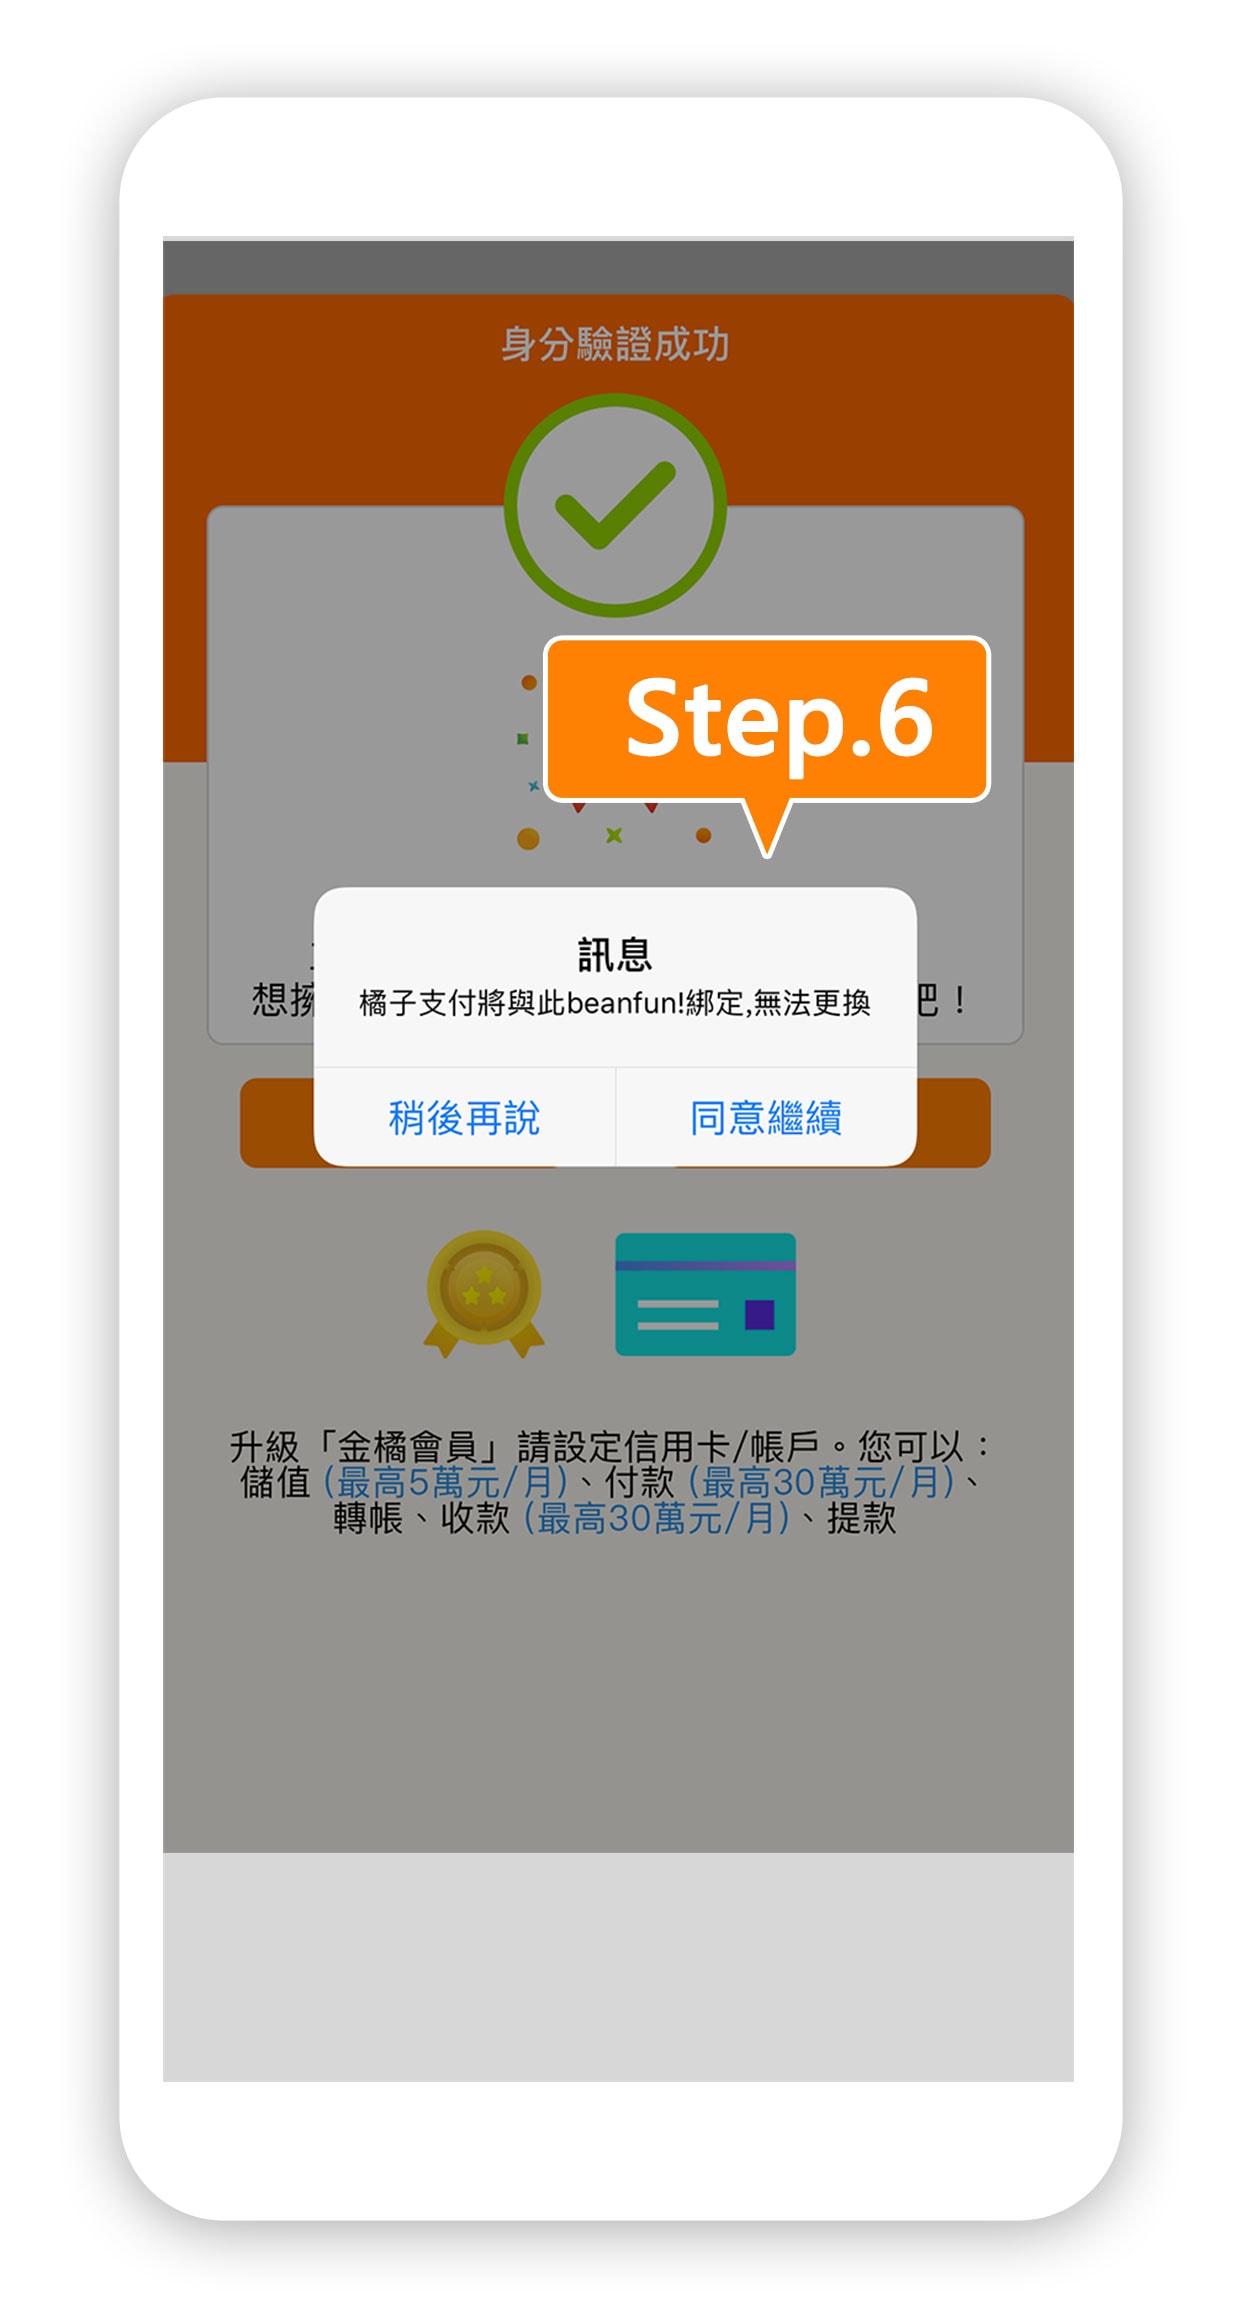 身分驗證成功
Step.6
訊息
橘子支付將與此beanfun!綁定,無法更換
想擁
吧！
稍後再說
同意繼續
升級「金橘會員」請設定信用卡/帳戶。您可以：
儲值 (最高5萬元/月)、付款 (最高30萬元/月)、
轉帳、收款 (最高30萬元/月)、提款